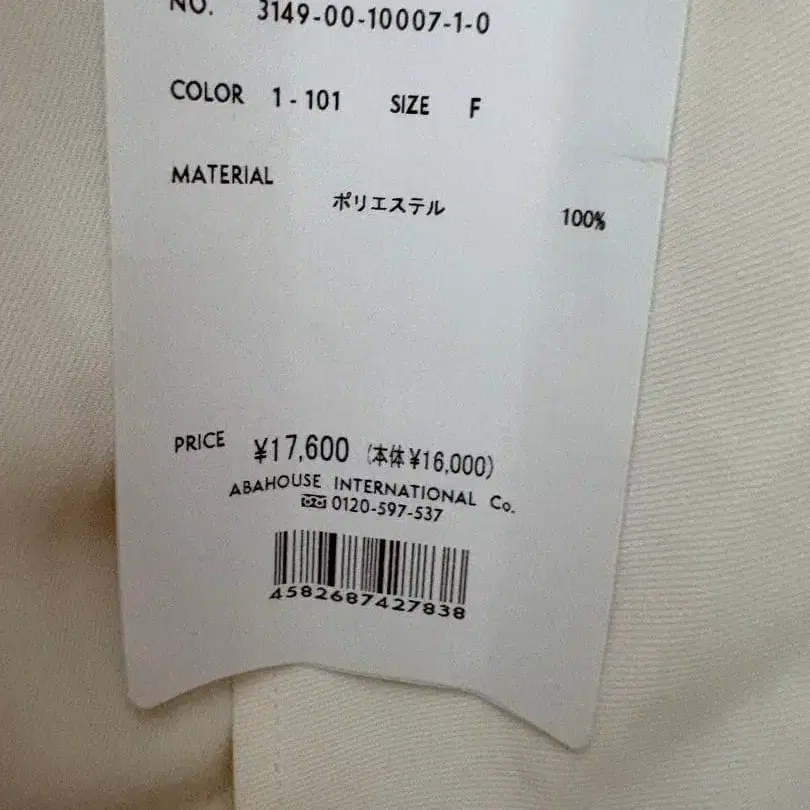 NO. 3149-00-10007-1-0
COLOR 1-101 SIZE F
MATERIAL
ポリエステル 100%
PRICE ¥17,600 (本体¥16,000)
ABAHOUSE INTERNATIONAL Co.
0120-597-537
4582687427838